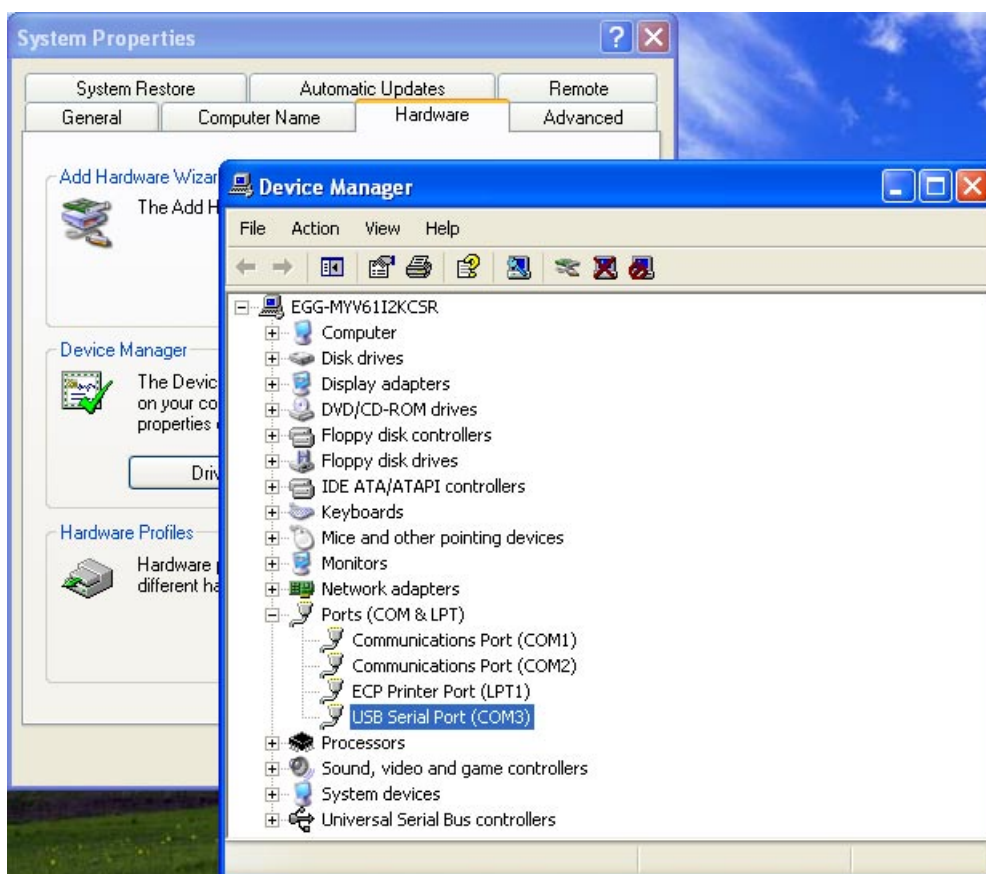 System Properties
System Restore Automatic Updates Remote
General Computer Name Hardware Advanced
Add Hardware Wizar
The Add H
Device Manager
The Devic
on your co
properties
Driv
Hardware Profiles
Hardware
different ha
Device Manager
File Action View Help
EGG-MYV61I2KCSR
Computer
Disk drives
Display adapters
DVD/CD-ROM drives
Floppy disk controllers
Floppy disk drives
IDE ATA/ATAPI controllers
Keyboards
Mice and other pointing devices
Monitors
Network adapters
Ports (COM & LPT)
Communications Port (COM1)
Communications Port (COM2)
ECP Printer Port (LPT1)
USB Serial Port (COM3)
Processors
Sound, video and game controllers
System devices
Universal Serial Bus controllers